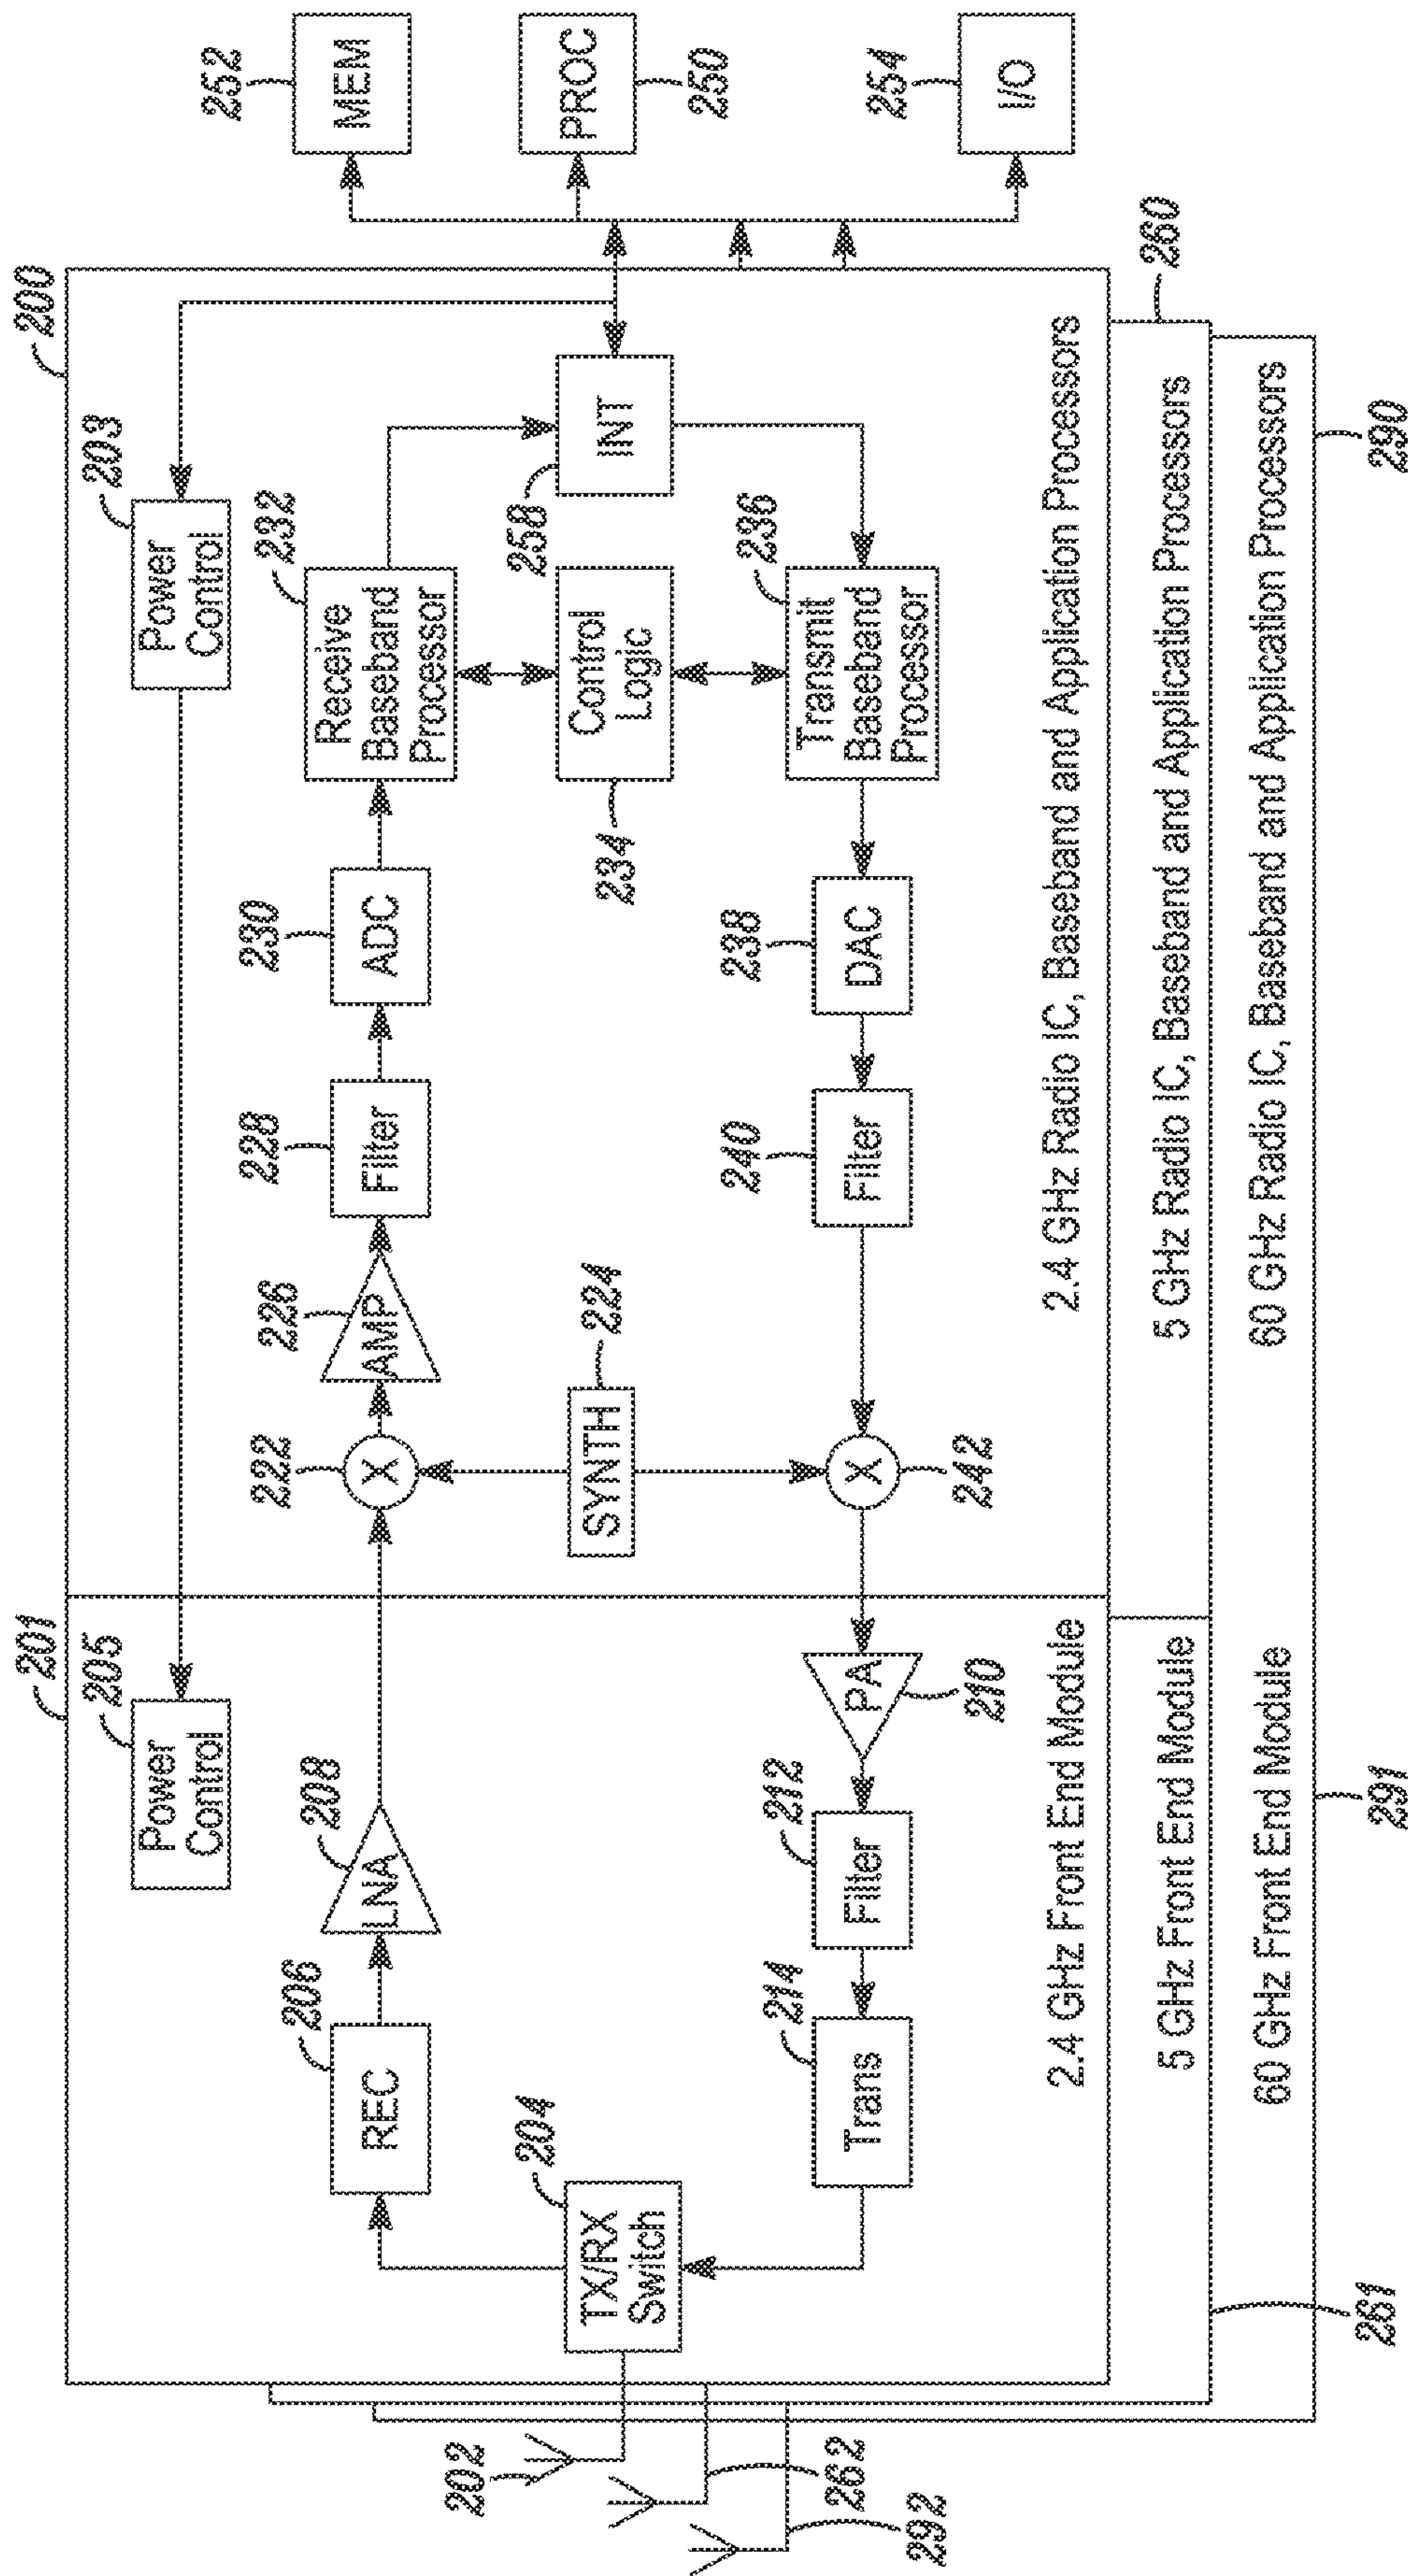 200
201
203
Power
Control
205
Power
Control
252
MEM
250
PROC
254
I/O
202
262
292
204
TX/RX
Switch
206
REC
208
LNA
222
X
226
AMP
228
Filter
230
ADC
232
Receive
Baseband
Processor
224
SYNTH
234
Control
Logic
258
INT
214
Trans
212
Filter
210
PA
242
X
240
Filter
238
DAC
236
Transmit
Baseband
Processor
2.4 GHz Front End Module
2.4 GHz Radio IC, Baseband and Application Processors
5 GHz Front End Module
5 GHz Radio IC, Baseband and Application Processors
260
60 GHz Front End Module
60 GHz Radio IC, Baseband and Application Processors
261
291
290